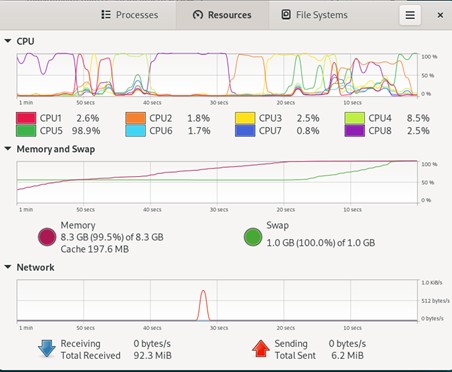 Processes Resources File Systems
CPU
100 %
50 %
0 %
1 min 50 secs 40 secs 30 secs 20 secs 10 secs
CPU1 2.6% CPU2 1.8% CPU3 2.5% CPU4 8.5%
CPU5 98.9% CPU6 1.7% CPU7 0.8% CPU8 2.5%
Memory and Swap
100 %
50 %
0 %
1 min 50 secs 40 secs 30 secs 20 secs 10 secs
Memory Swap
8.3 GB (99.5%) of 8.3 GB 1.0 GB (100.0%) of 1.0 GB
Cache 197.6 MB
Network
1.0 KiB/s
512 bytes/s
0 bytes/s
1 min 50 secs 40 secs 30 secs 20 secs 10 secs
Receiving 0 bytes/s Sending 0 bytes/s
Total Received 92.3 MiB Total Sent 6.2 MiB